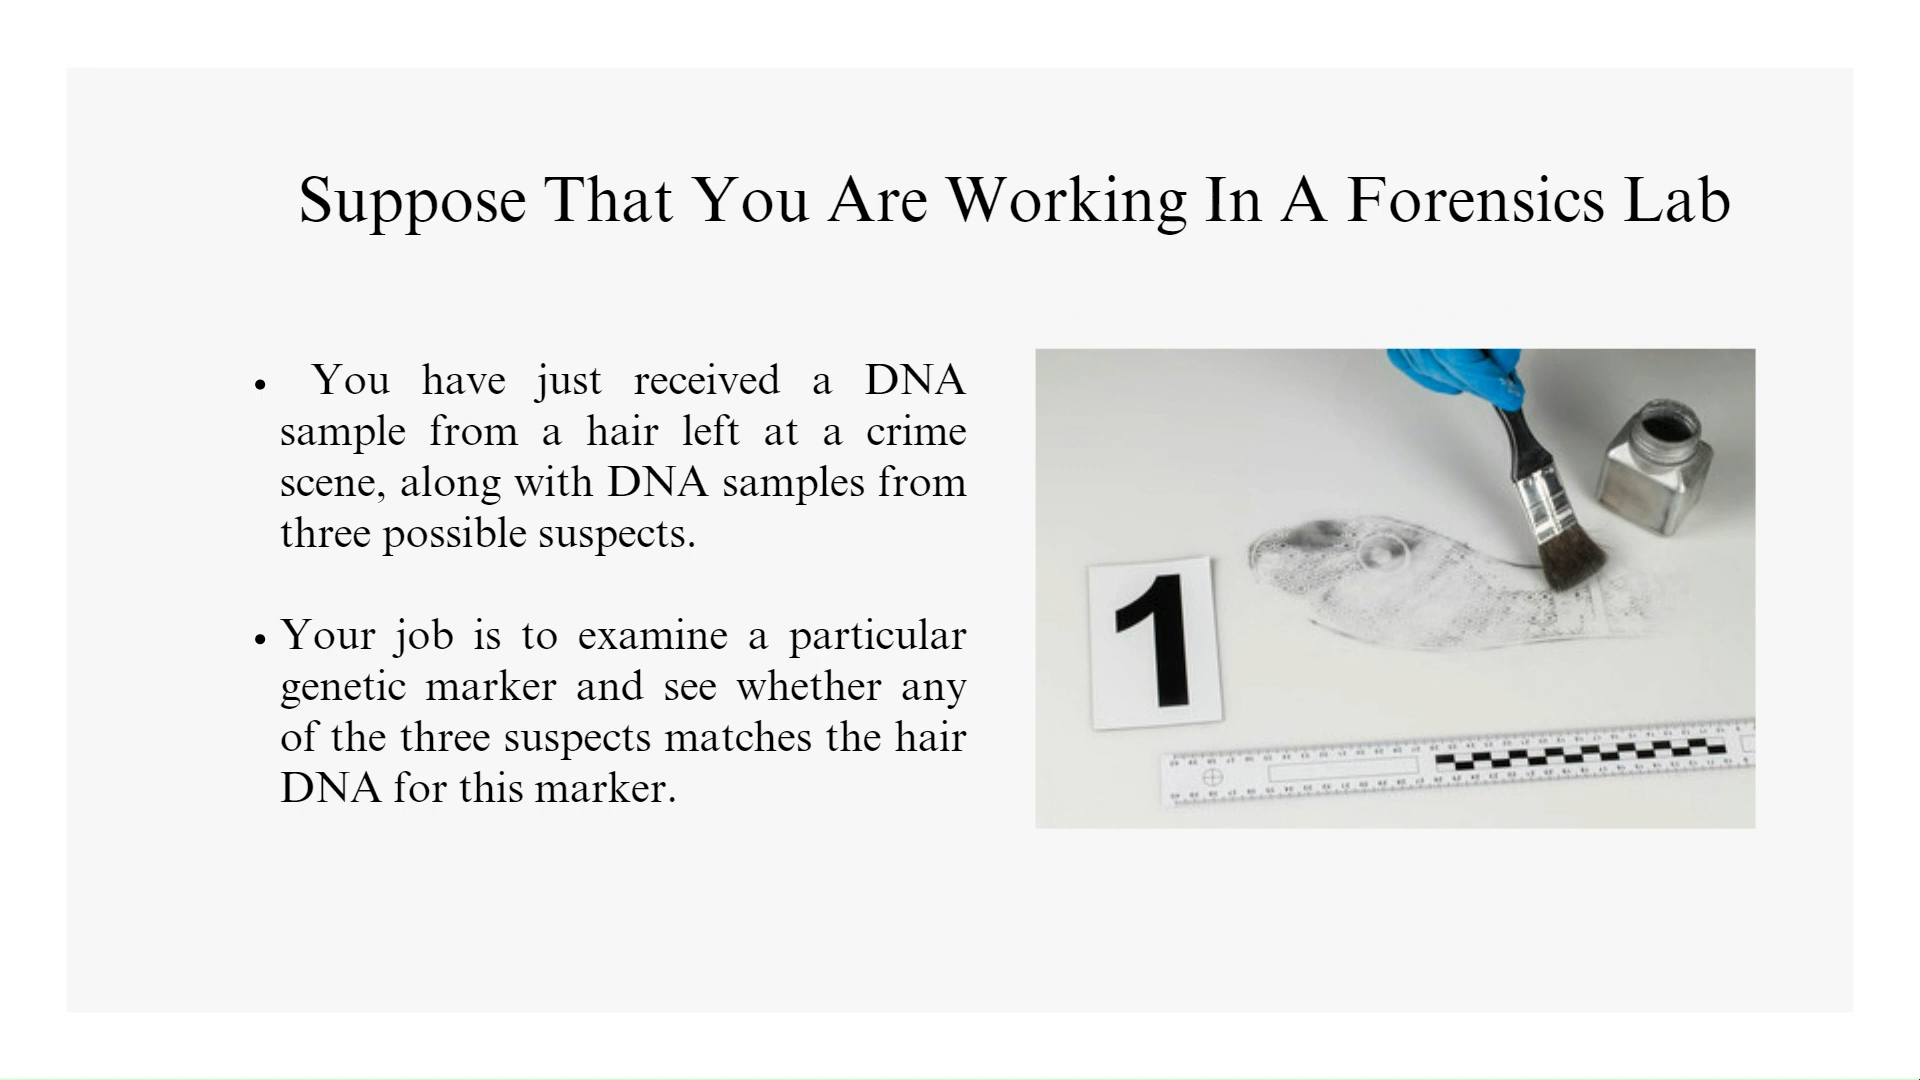 Suppose That You Are Working In A Forensics Lab
• You have just received a DNA
sample from a hair left at a crime
scene, along with DNA samples from
three possible suspects.
• Your job is to examine a particular
genetic marker and see whether any
of the three suspects matches the hair
DNA for this marker.
1